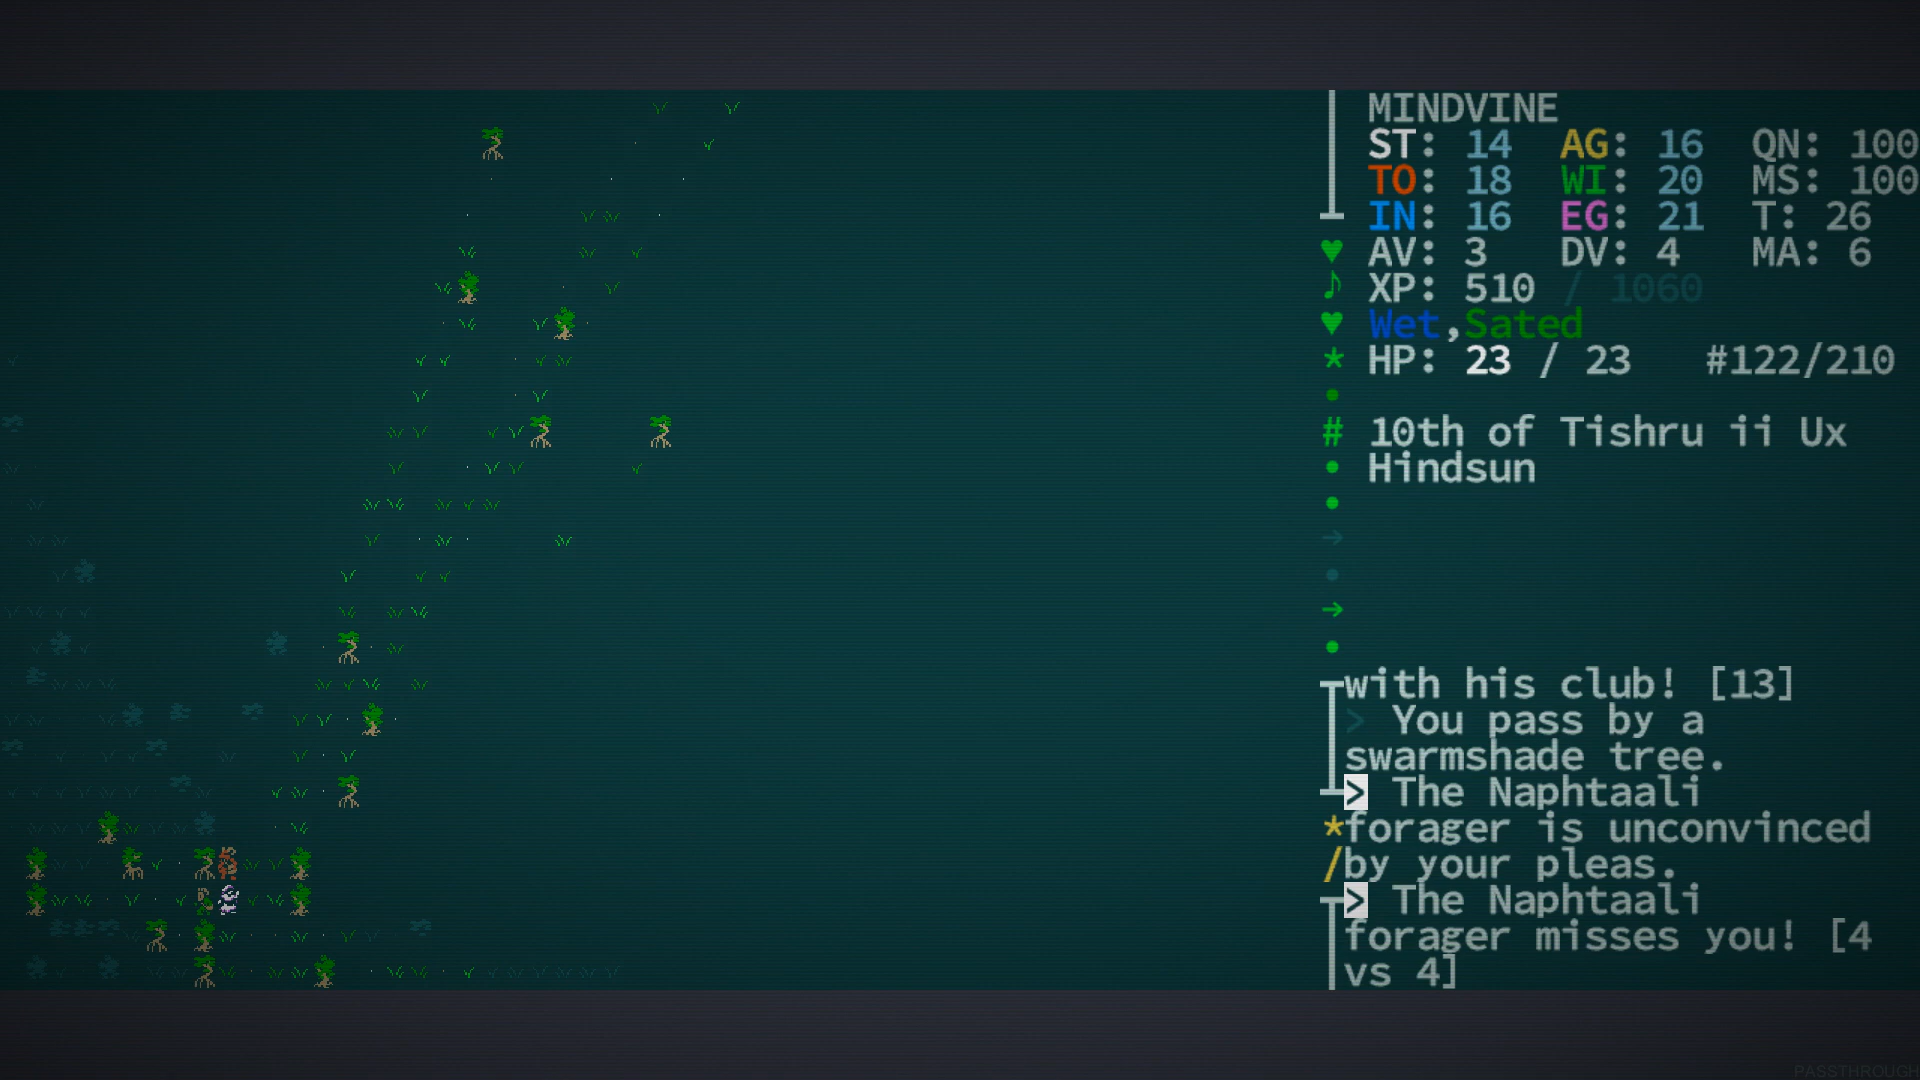 MINDVINE
ST: 14 AG: 16 QN: 100
TO: 18 WI: 20 MS: 100
IN: 16 EG: 21 T: 26
AV: 3 DV: 4 MA: 6
XP: 510 / 1060
Wet,Sated
HP: 23 / 23 #122/210
10th of Tishru ii Ux
Hindsun
with his club! [13]
> You pass by a
swarmshade tree.
> The Naphtaali
forager is unconvinced
by your pleas.
> The Naphtaali
forager misses you! [4
vs 4]
PASSTHROUGH